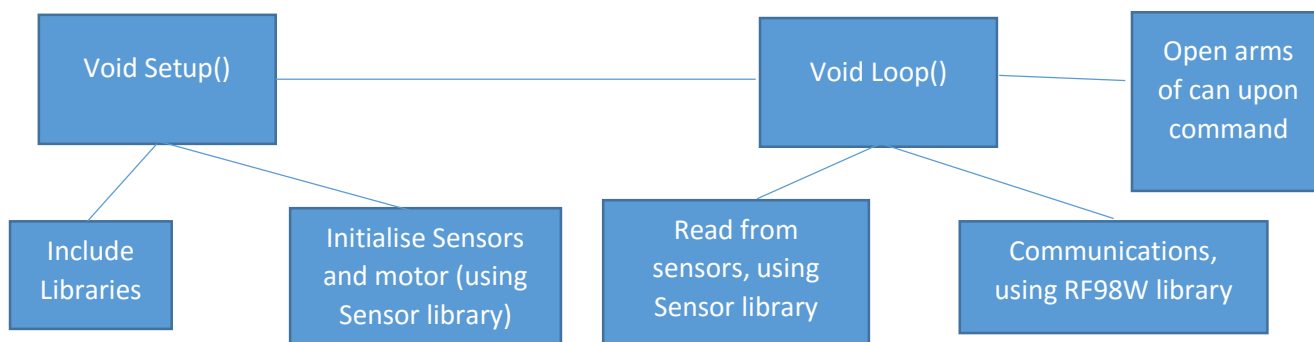 Void Setup()
Void Loop()
Open arms
of can upon
command
Include
Libraries
Initialise Sensors
and motor (using
Sensor library)
Read from
sensors, using
Sensor library
Communications,
using RF98W library